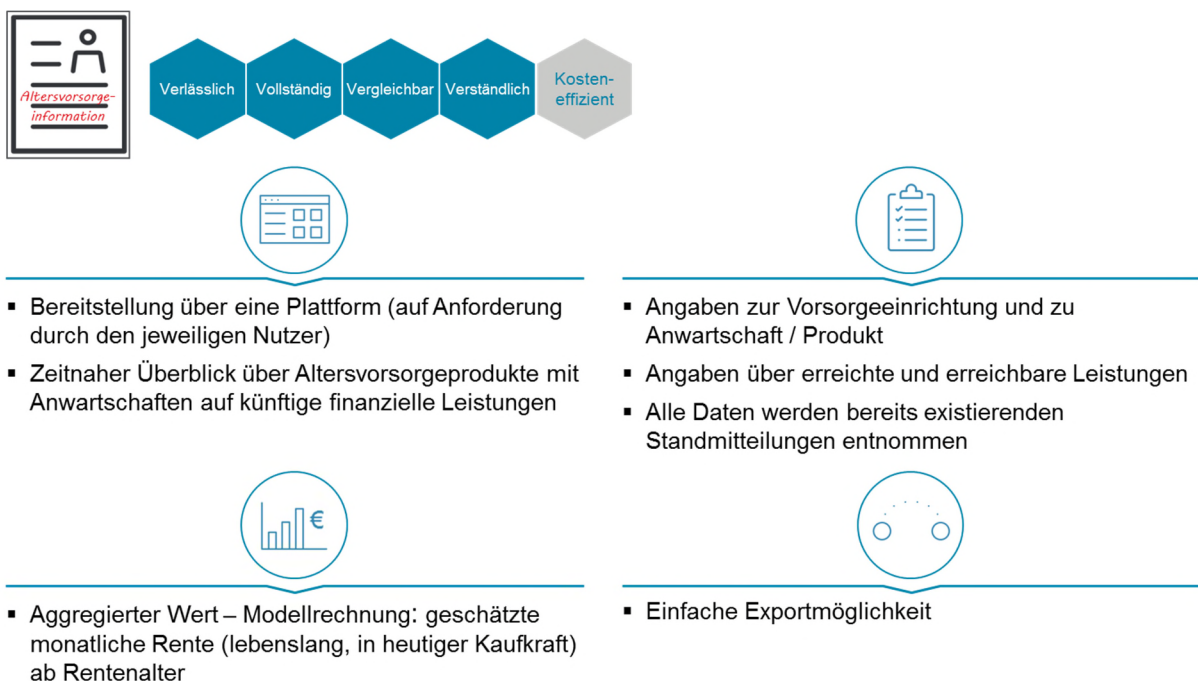 Altersvorsorge-
information
Verlässlich
Vollständig
Vergleichbar
Verständlich
Kosten-
effizient
▪ Bereitstellung über eine Plattform (auf Anforderung
durch den jeweiligen Nutzer)
▪ Zeitnaher Überblick über Altersvorsorgeprodukte mit
Anwartschaften auf künftige finanzielle Leistungen
▪ Angaben zur Vorsorgeeinrichtung und zu
Anwartschaft / Produkt
▪ Angaben über erreichte und erreichbare Leistungen
▪ Alle Daten werden bereits existierenden
Standmitteilungen entnommen
€
▪ Aggregierter Wert – Modellrechnung: geschätzte
monatliche Rente (lebenslang, in heutiger Kaufkraft)
ab Rentenalter
▪ Einfache Exportmöglichkeit